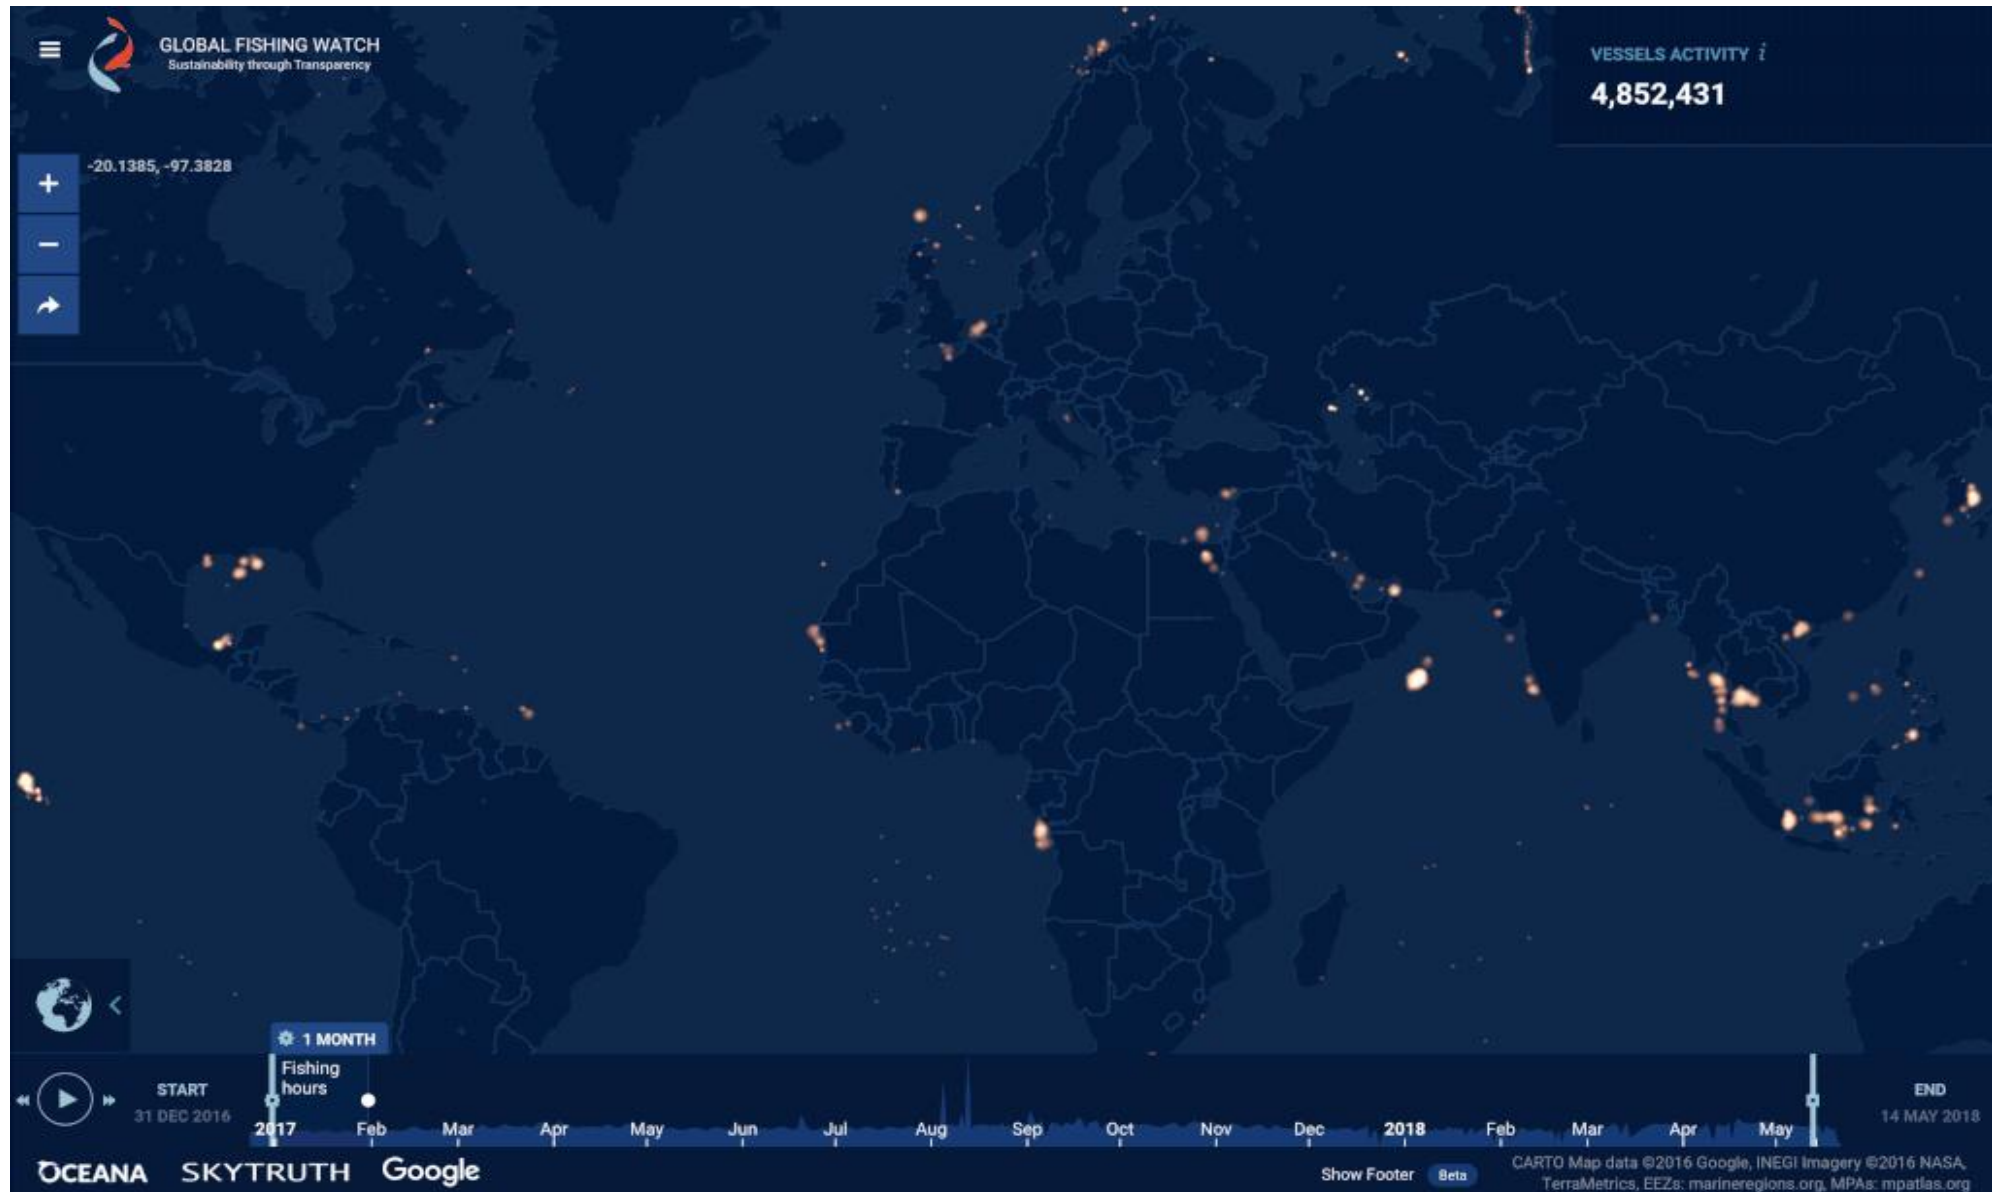 GLOBAL FISHING WATCH
Sustainability through Transparency
VESSELS ACTIVITY i
4,852,431
+
-20.1385, -97.3828
−
1 MONTH
Fishing
hours
START
31 DEC 2016
END
14 MAY 2018
2017 Feb Mar Apr May Jun Jul Aug Sep Oct Nov Dec 2018 Feb Mar Apr May
OCEANA SKYTRUTH Google
Show Footer Beta
CARTO Map data ©2016 Google, INEGI Imagery ©2016 NASA,
TerraMetrics, EEZs: marineregions.org, MPAs: mpatlas.org